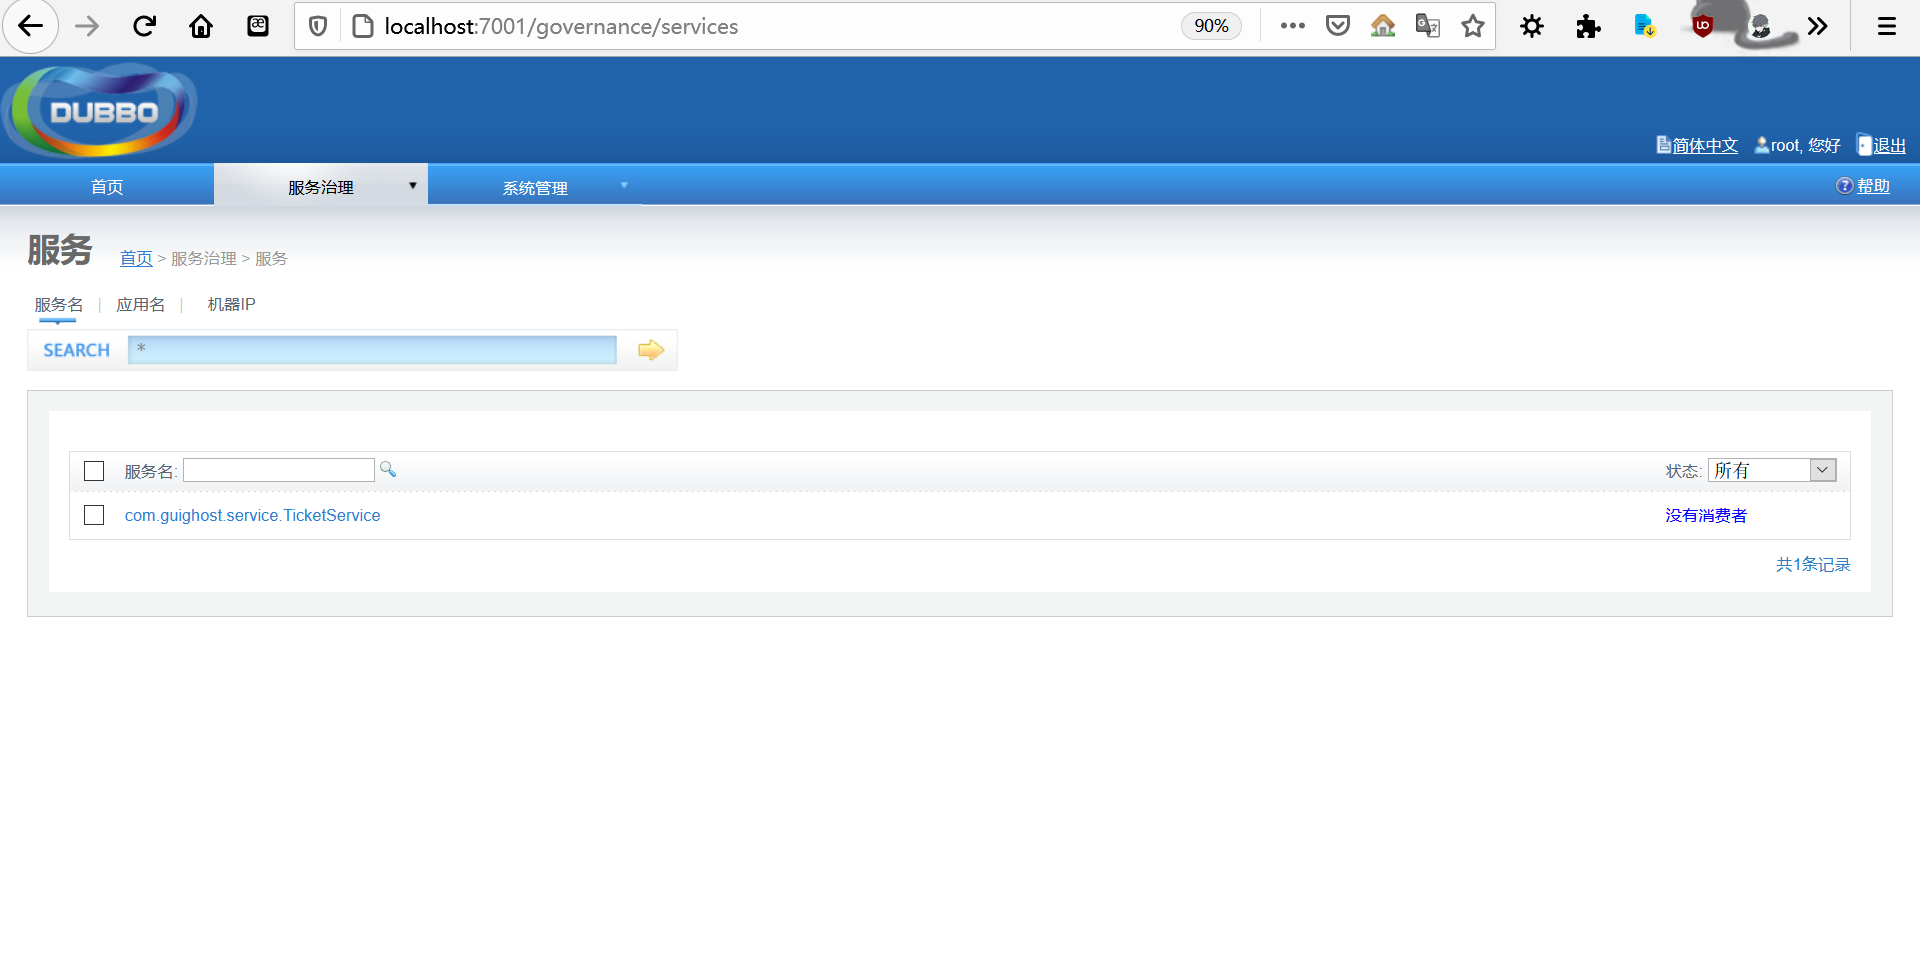 localhost:7001/governance/services
90%
DUBBO
简体中文 root, 您好 退出
首页 服务治理 系统管理 帮助
服务 首页 > 服务治理 > 服务
服务名 | 应用名 | 机器IP
SEARCH *
服务名: 状态: 所有
com.guighost.service.TicketService 没有消费者
共1条记录